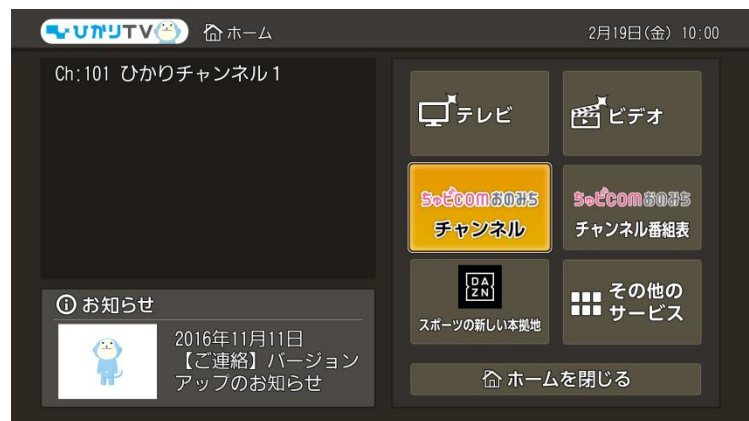 ひかりTV
ホーム
2月19日(金) 10:00
Ch:101 ひかりチャンネル1
テレビ
ビデオ
ちゅピCOMおのみち
チャンネル
ちゅピCOMおのみち
チャンネル番組表
DA
ZN
スポーツの新しい本拠地
その他の
サービス
お知らせ
2016年11月11日
【ご連絡】バージョン
アップのお知らせ
ホームを閉じる